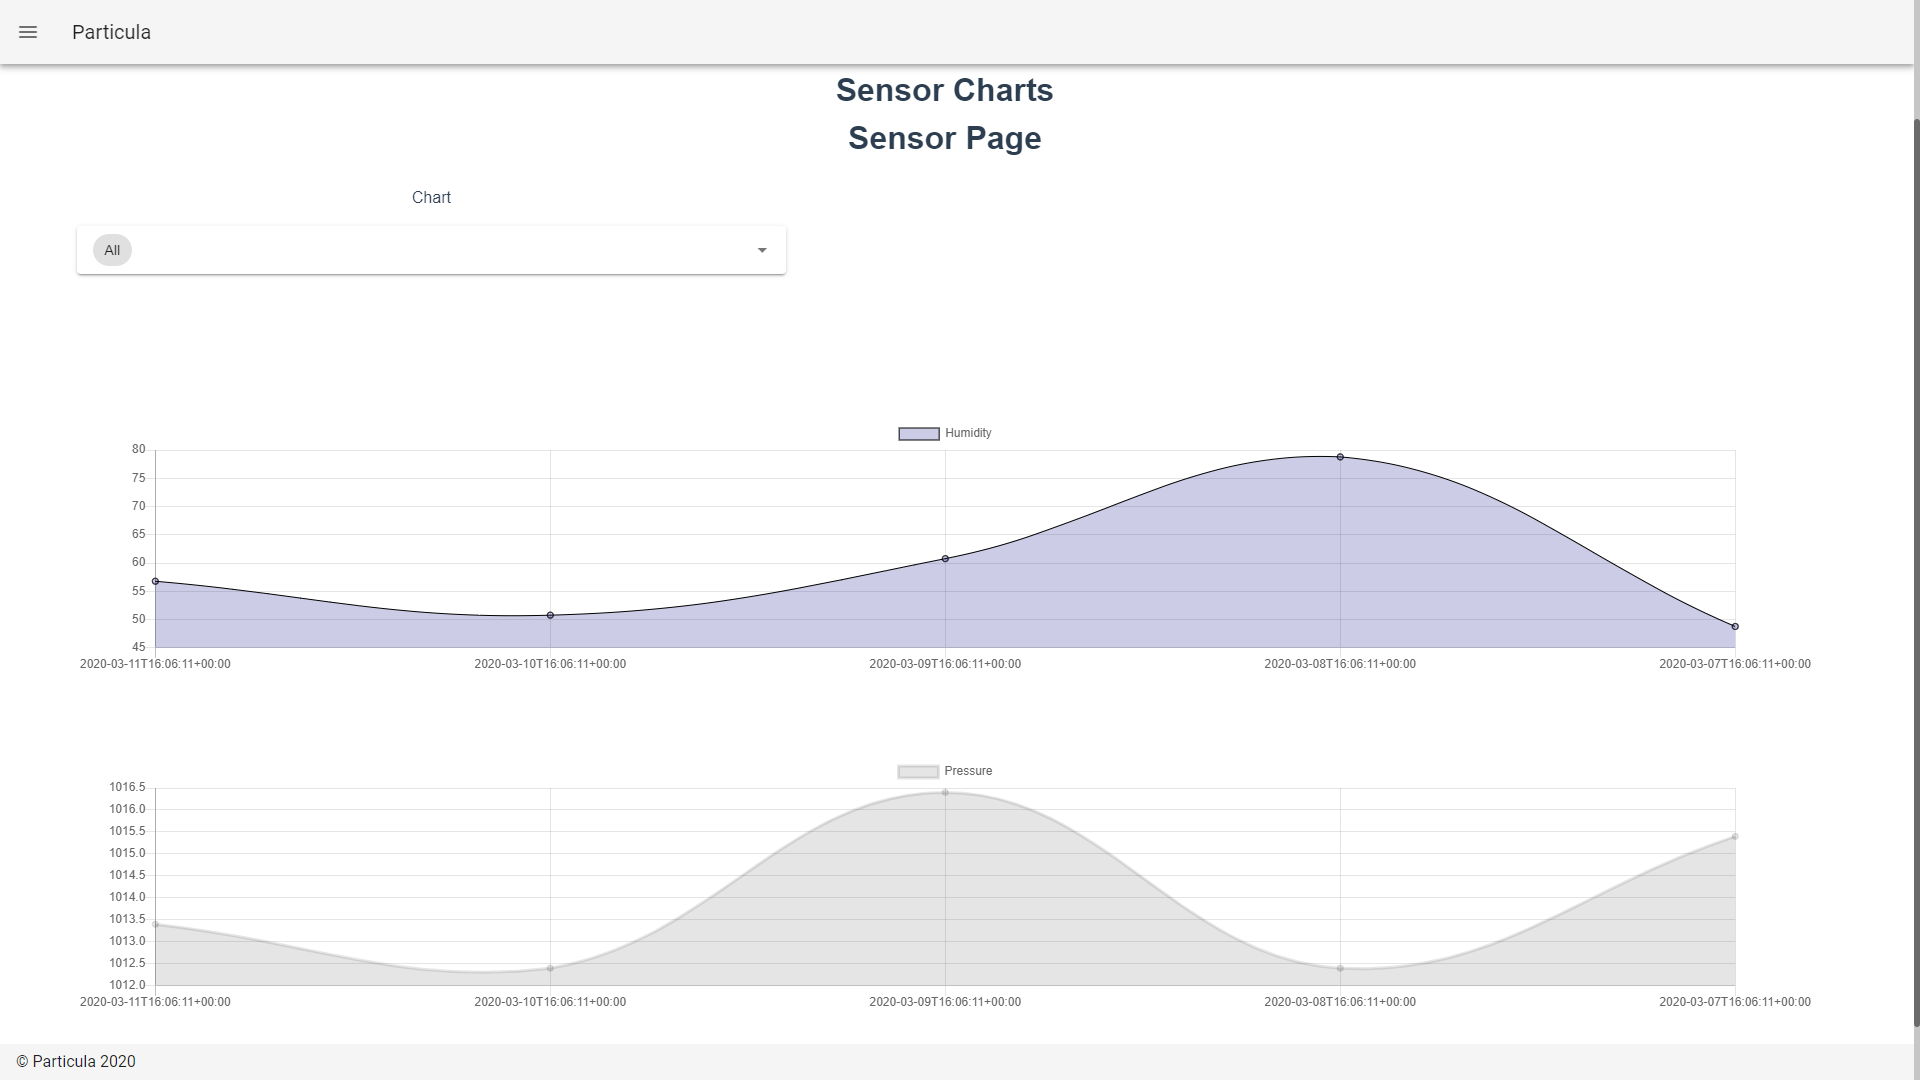 Particula
Sensor Charts
Sensor Page
Chart
All
Humidity
80
75
70
65
60
55
50
45
2020-03-11T16:06:11+00:00 2020-03-10T16:06:11+00:00 2020-03-09T16:06:11+00:00 2020-03-08T16:06:11+00:00 2020-03-07T16:06:11+00:00
Pressure
1016.5
1016.0
1015.5
1015.0
1014.5
1014.0
1013.5
1013.0
1012.5
1012.0
2020-03-11T16:06:11+00:00 2020-03-10T16:06:11+00:00 2020-03-09T16:06:11+00:00 2020-03-08T16:06:11+00:00 2020-03-07T16:06:11+00:00
© Particula 2020